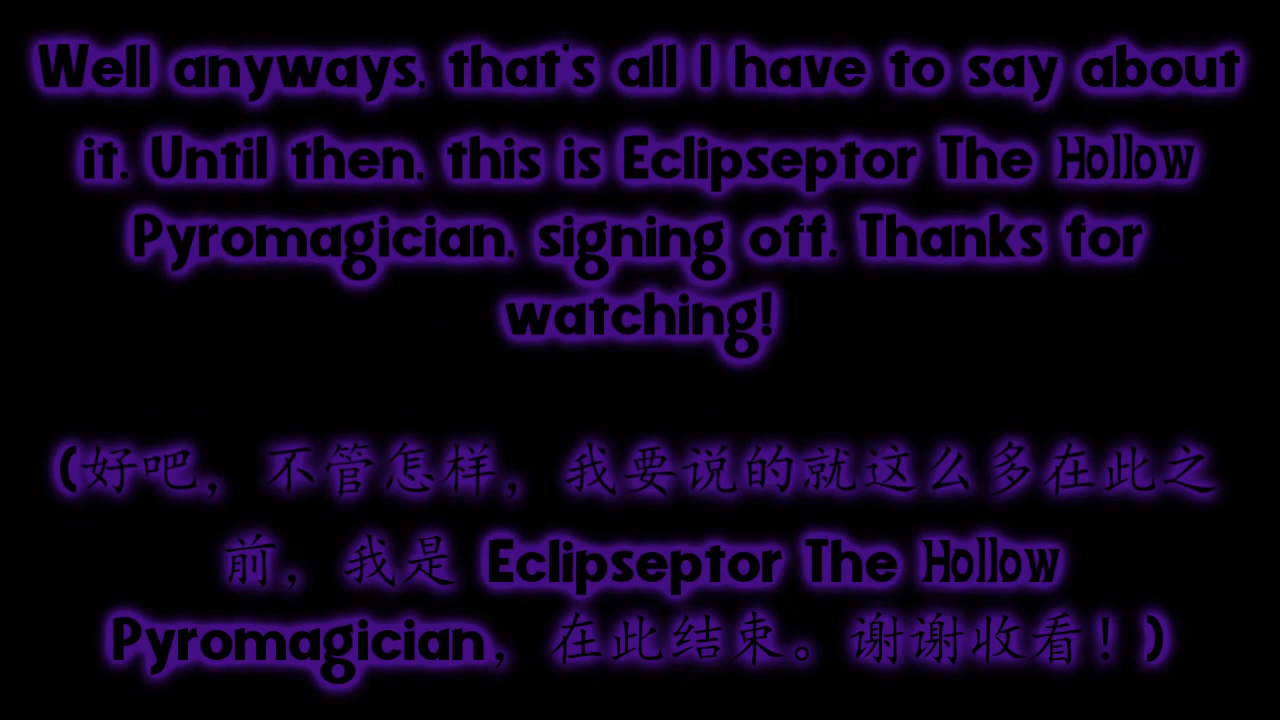 Well anyways, that's all I have to say about
it. Until then, this is Eclipseptor The Hollow
Pyromagician, signing off. Thanks for
watching!
(好吧，不管怎样，我要说的就这么多在此之
前，我是 Eclipseptor The Hollow
Pyromagician，在此结束。谢谢收看！)